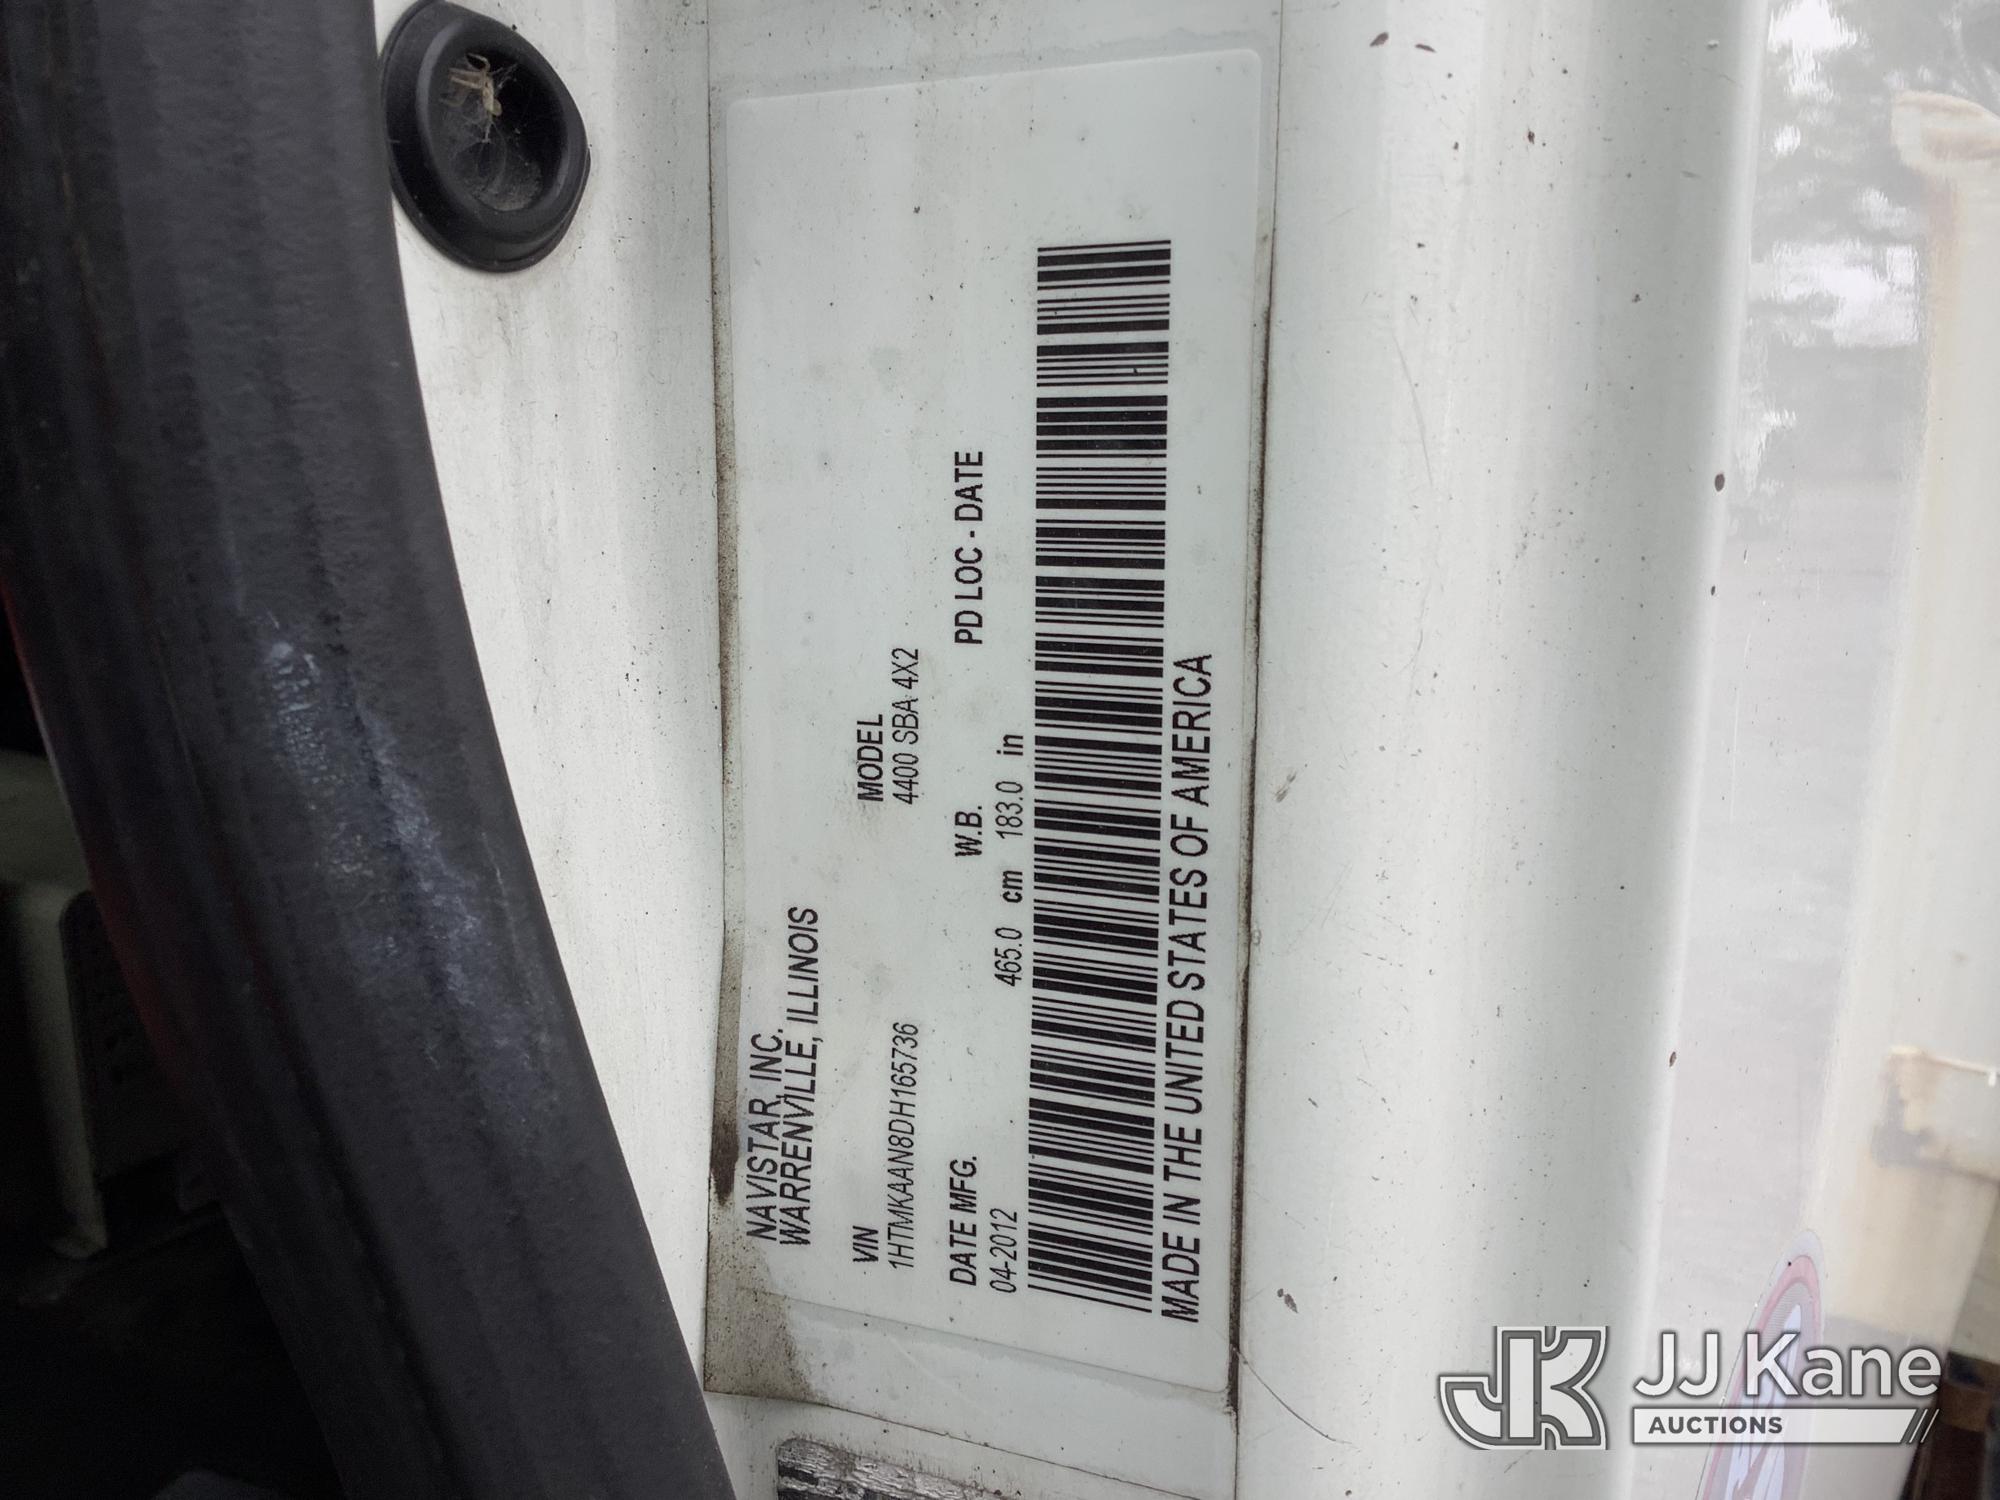 NAVISTAR, INC.
WARRENVILLE, ILLINOIS
VIN MODEL
1HTMKAAN8DH165736 4400 SBA 4X2
DATE MFG. W.B. PD LOC - DATE
04-2012 465.0 cm 183.0 in
MADE IN THE UNITED STATES OF AMERICA
JK JJ Kane
AUCTIONS